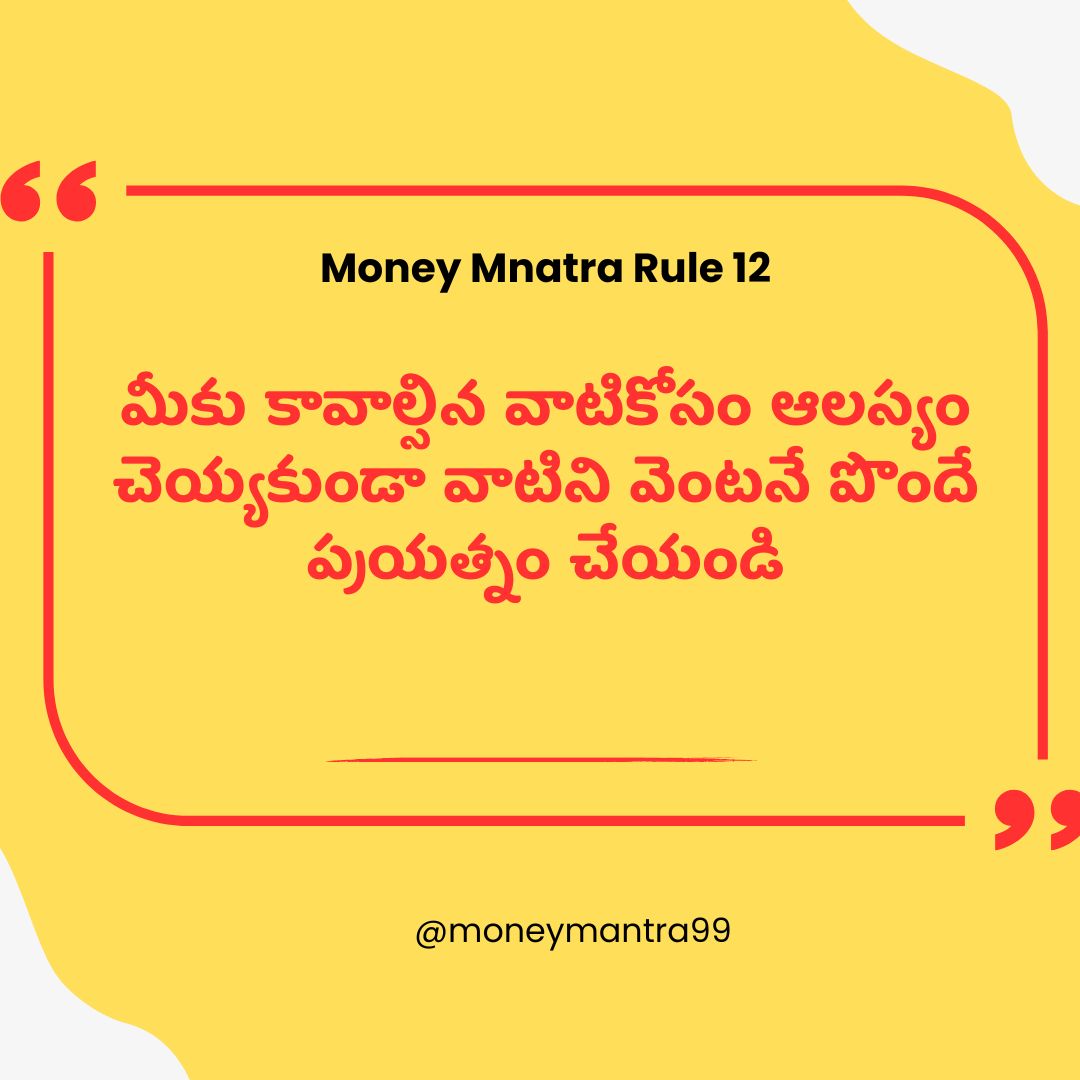 “
Money Mnatra Rule 12
మీకు కావాల్సిన వాటికోసం ఆలస్యం
చెయ్యకుండా వాటిని వెంటనే పొందే
ప్రయత్నం చేయండి
”
@moneymantra99